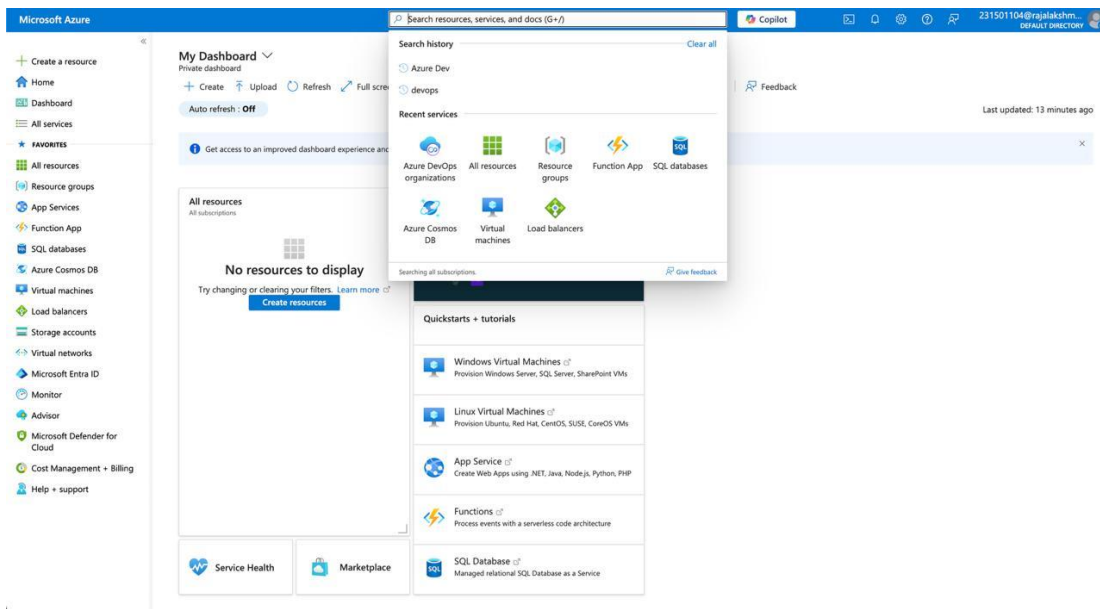 Microsoft Azure
Search resources, services, and docs (G+/)
Copilot
231501104@rajalakshm...
DEFAULT DIRECTORY
Create a resource
Home
Dashboard
All services
FAVORITES
All resources
Resource groups
App Services
Function App
SQL databases
Azure Cosmos DB
Virtual machines
Load balancers
Storage accounts
Virtual networks
Microsoft Entra ID
Monitor
Advisor
Microsoft Defender for
Cloud
Cost Management + Billing
Help + support
My Dashboard
Private dashboard
Create
Upload
Refresh
Full scree
Feedback
Auto refresh : Off
Last updated: 13 minutes ago
Get access to an improved dashboard experience and
Search history
Clear all
Azure Dev
devops
Recent services
Azure DevOps
organizations
All resources
Resource
groups
Function App
SQL databases
Azure Cosmos
DB
Virtual
machines
Load balancers
Searching all subscriptions.
Give feedback
All resources
All subscriptions
No resources to display
Try changing or clearing your filters. Learn more
Create resources
Service Health
Marketplace
Quickstarts + tutorials
Windows Virtual Machines
Provision Windows Server, SQL Server, SharePoint VMs
Linux Virtual Machines
Provision Ubuntu, Red Hat, CentOS, SUSE, CoreOS VMs
App Service
Create Web Apps using .NET, Java, Node.js, Python, PHP
Functions
Process events with a serverless code architecture
SQL Database
Managed relational SQL Database as a Service